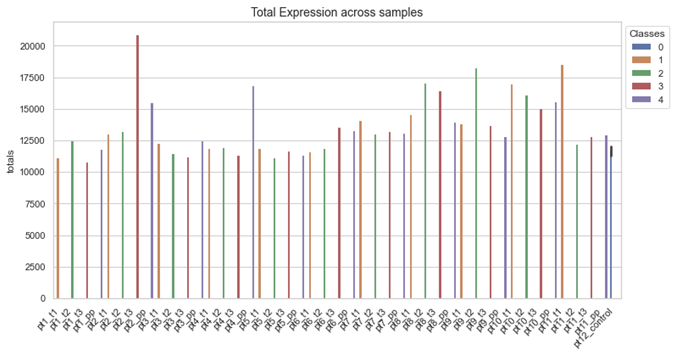 Total Expression across samples
Classes
0
1
2
3
4
totals
20000
17500
15000
12500
10000
7500
5000
2500
0
pt1_t1
pt1_t2
pt1_t3
pt1_pp
pt2_t1
pt2_t2
pt2_t3
pt2_pp
pt3_t1
pt3_t2
pt3_t3
pt3_pp
pt4_t1
pt4_t2
pt4_t3
pt4_pp
pt5_t1
pt5_t2
pt5_t3
pt5_pp
pt6_t1
pt6_t2
pt6_t3
pt6_pp
pt7_t1
pt7_t2
pt7_t3
pt7_pp
pt8_t1
pt8_t2
pt8_t3
pt8_pp
pt9_t1
pt9_t2
pt9_t3
pt9_pp
pt10_t1
pt10_t2
pt10_t3
pt10_pp
pt11_t1
pt11_t2
pt11_t3
pt11_pp
pt12_control